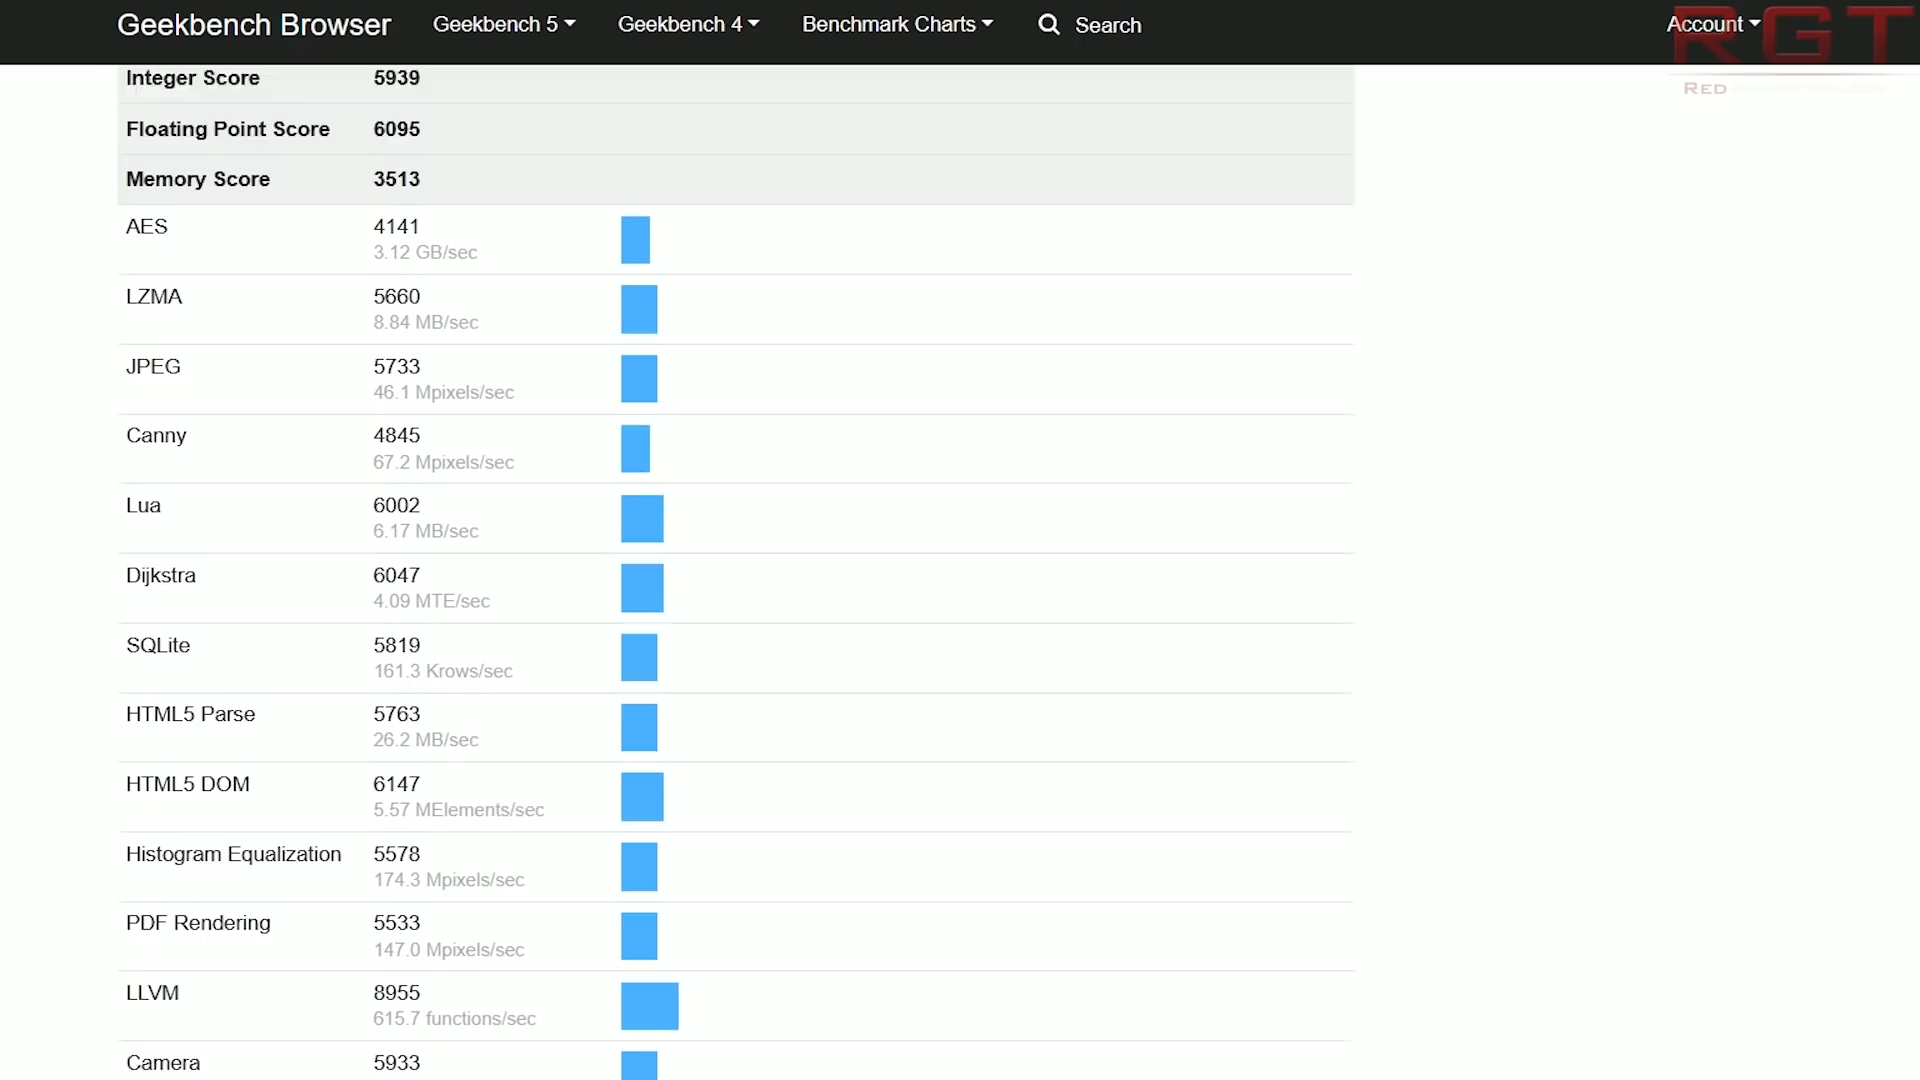 Geekbench Browser Geekbench 5 Geekbench 4 Benchmark Charts Search Account
RGT
RED
Integer Score 5939
Floating Point Score 6095
Memory Score 3513
AES 4141
3.12 GB/sec
LZMA 5660
8.84 MB/sec
JPEG 5733
46.1 Mpixels/sec
Canny 4845
67.2 Mpixels/sec
Lua 6002
6.17 MB/sec
Dijkstra 6047
4.09 MTE/sec
SQLite 5819
161.3 Krows/sec
HTML5 Parse 5763
26.2 MB/sec
HTML5 DOM 6147
5.57 MElements/sec
Histogram Equalization 5578
174.3 Mpixels/sec
PDF Rendering 5533
147.0 Mpixels/sec
LLVM 8955
615.7 functions/sec
Camera 5933